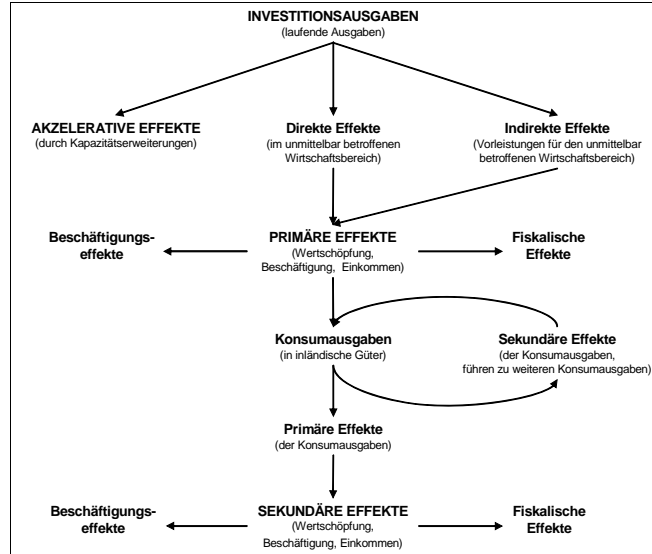 INVESTITIONSAUSGABEN
(laufende Ausgaben)
AKZELERATIVE EFFEKTE
(durch Kapazitätserweiterungen)
Direkte Effekte
(im unmittelbar betroffenen
Wirtschaftsbereich)
Indirekte Effekte
(Vorleistungen für den unmittelbar
betroffenen Wirtschaftsbereich)
Beschäftigungs-
effekte
PRIMÄRE EFFEKTE
(Wertschöpfung,
Beschäftigung, Einkommen)
Fiskalische
Effekte
Konsumausgaben
(in inländische Güter)
Sekundäre Effekte
(der Konsumausgaben,
führen zu weiteren Konsumausgaben)
Primäre Effekte
(der Konsumausgaben)
Beschäftigungs-
effekte
SEKUNDÄRE EFFEKTE
(Wertschöpfung,
Beschäftigung, Einkommen)
Fiskalische
Effekte